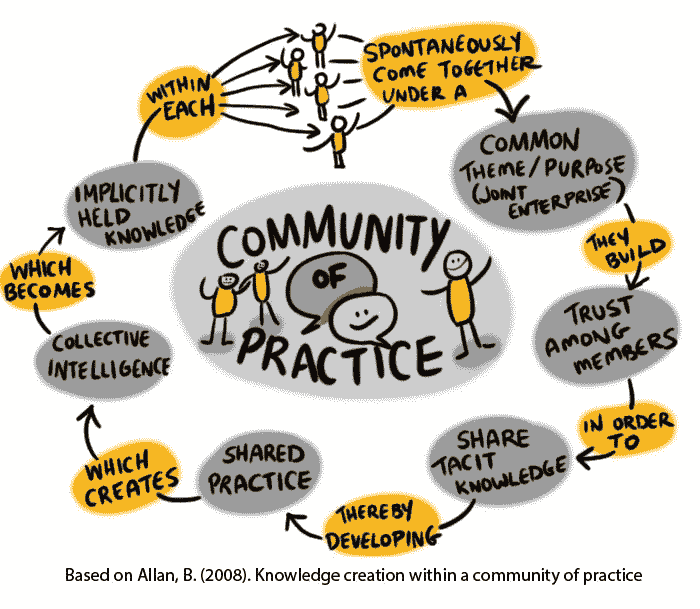 COMMUNITY
OF
PRACTICE
SPONTANEOUSLY
COME TOGETHER
UNDER A
COMMON
THEME/PURPOSE
(JOINT
ENTERPRISE)
THEY
BUILD
TRUST
AMONG
MEMBERS
IN ORDER
TO
SHARE
TACIT
KNOWLEDGE
THEREBY
DEVELOPING
SHARED
PRACTICE
WHICH
CREATES
COLLECTIVE
INTELLIGENCE
WHICH
BECOMES
IMPLICITLY
HELD
KNOWLEDGE
WITHIN
EACH
Based on Allan, B. (2008). Knowledge creation within a community of practice